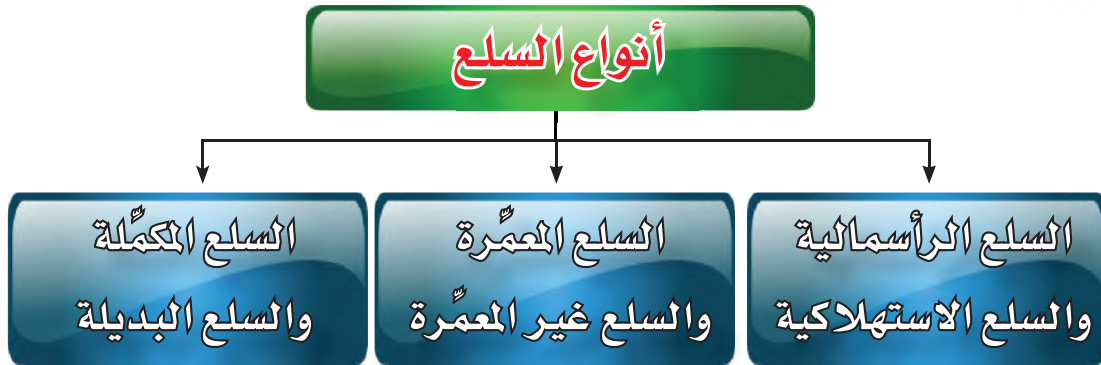 أنواع السلع
السلع الرأسمالية
والسلع الاستهلاكية
السلع المعمِّرة
والسلع غير المعمِّرة
السلع المكمِّلة
والسلع البديلة